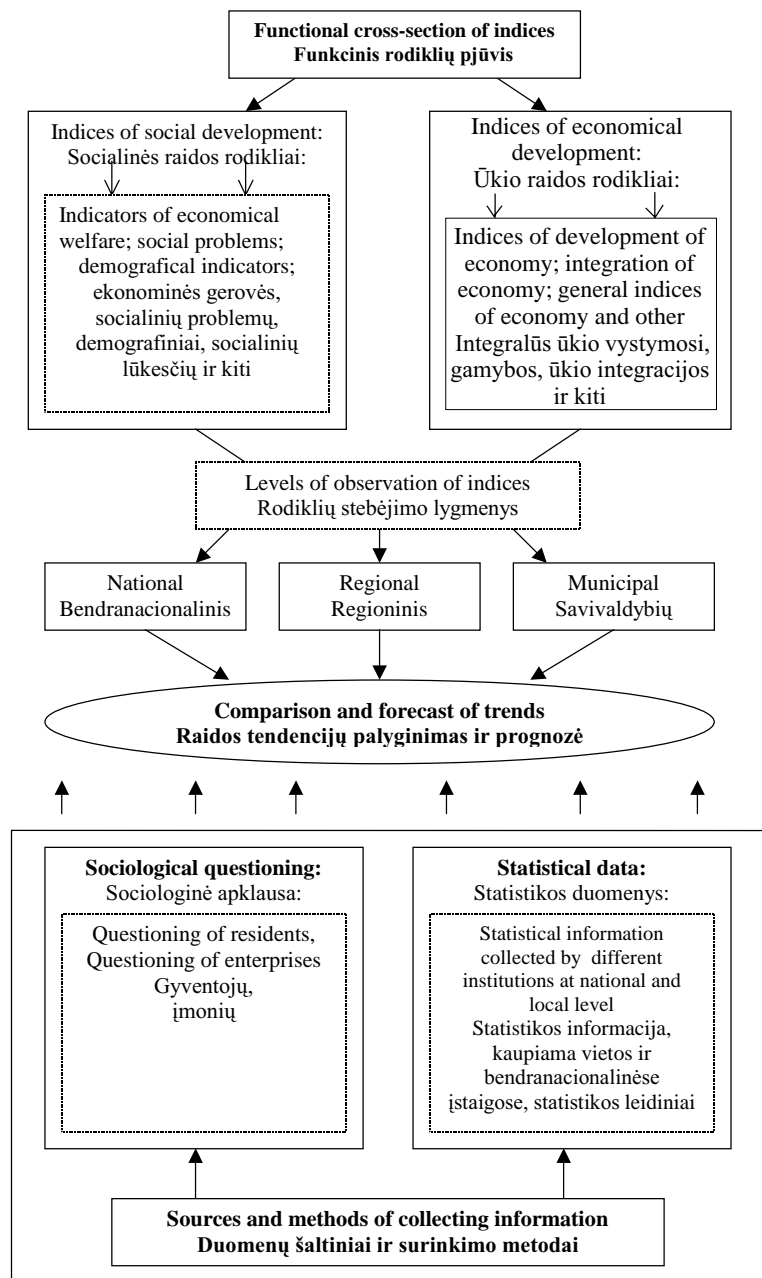 Functional cross-section of indices
Funkcinis rodiklių pjūvis
Indices of social development:
Socialinės raidos rodikliai:
Indicators of economical
welfare; social problems;
demografical indicators;
ekonominės gerovės,
socialinių problemų,
demografiniai, socialinių
lūkesčių ir kiti
Indices of economical
development:
Ūkio raidos rodikliai:
Indices of development of
economy; integration of
economy; general indices
of economy and other
Integralūs ūkio vystymosi,
gamybos, ūkio integracijos
ir kiti
Levels of observation of indices
Rodiklių stebėjimo lygmenys
National
Bendranacionalinis
Regional
Regioninis
Municipal
Savivaldybių
Comparison and forecast of trends
Raidos tendencijų palyginimas ir prognozė
Sociological questioning:
Sociologinė apklausa:
Questioning of residents,
Questioning of enterprises
Gyventojų,
įmonių
Statistical data:
Statistikos duomenys:
Statistical information
collected by different
institutions at national and
local level
Statistikos informacija,
kaupiama vietos ir
bendranacionalinėse
įstaigose, statistikos leidiniai
Sources and methods of collecting information
Duomenų šaltiniai ir surinkimo metodai